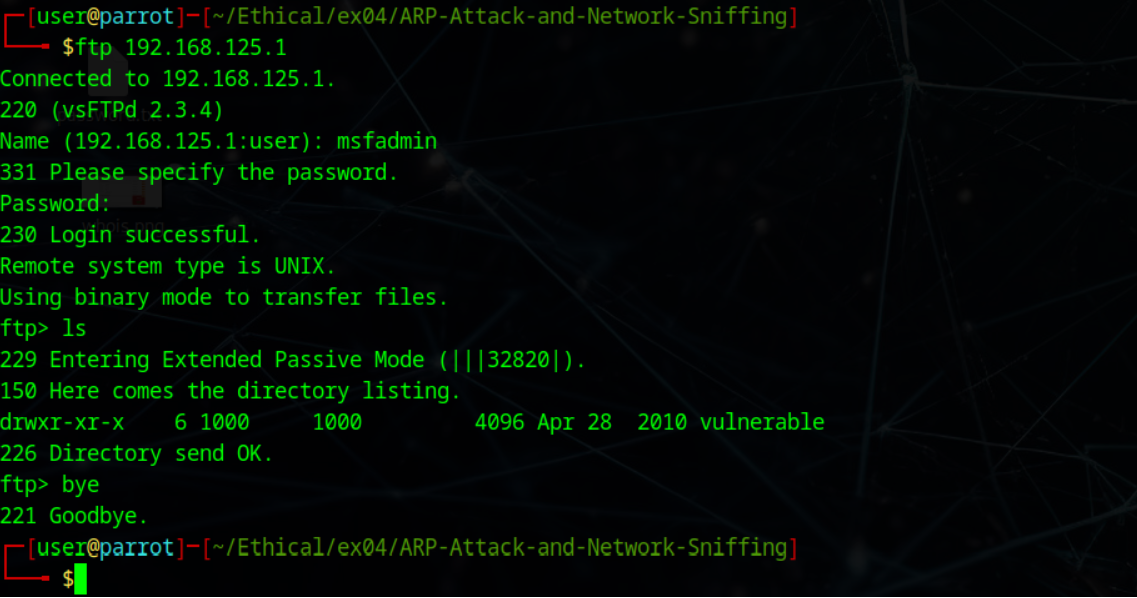 ┌─[user@parrot]─[~/Ethical/ex04/ARP-Attack-and-Network-Sniffing]
└──╼ $ftp 192.168.125.1
Connected to 192.168.125.1.
220 (vsFTPd 2.3.4)
Name (192.168.125.1:user): msfadmin
331 Please specify the password.
Password:
230 Login successful.
Remote system type is UNIX.
Using binary mode to transfer files.
ftp> ls
229 Entering Extended Passive Mode (|||32820|).
150 Here comes the directory listing.
drwxr-xr-x    6 1000     1000         4096 Apr 28  2010 vulnerable
226 Directory send OK.
ftp> bye
221 Goodbye.
┌─[user@parrot]─[~/Ethical/ex04/ARP-Attack-and-Network-Sniffing]
└──╼ $